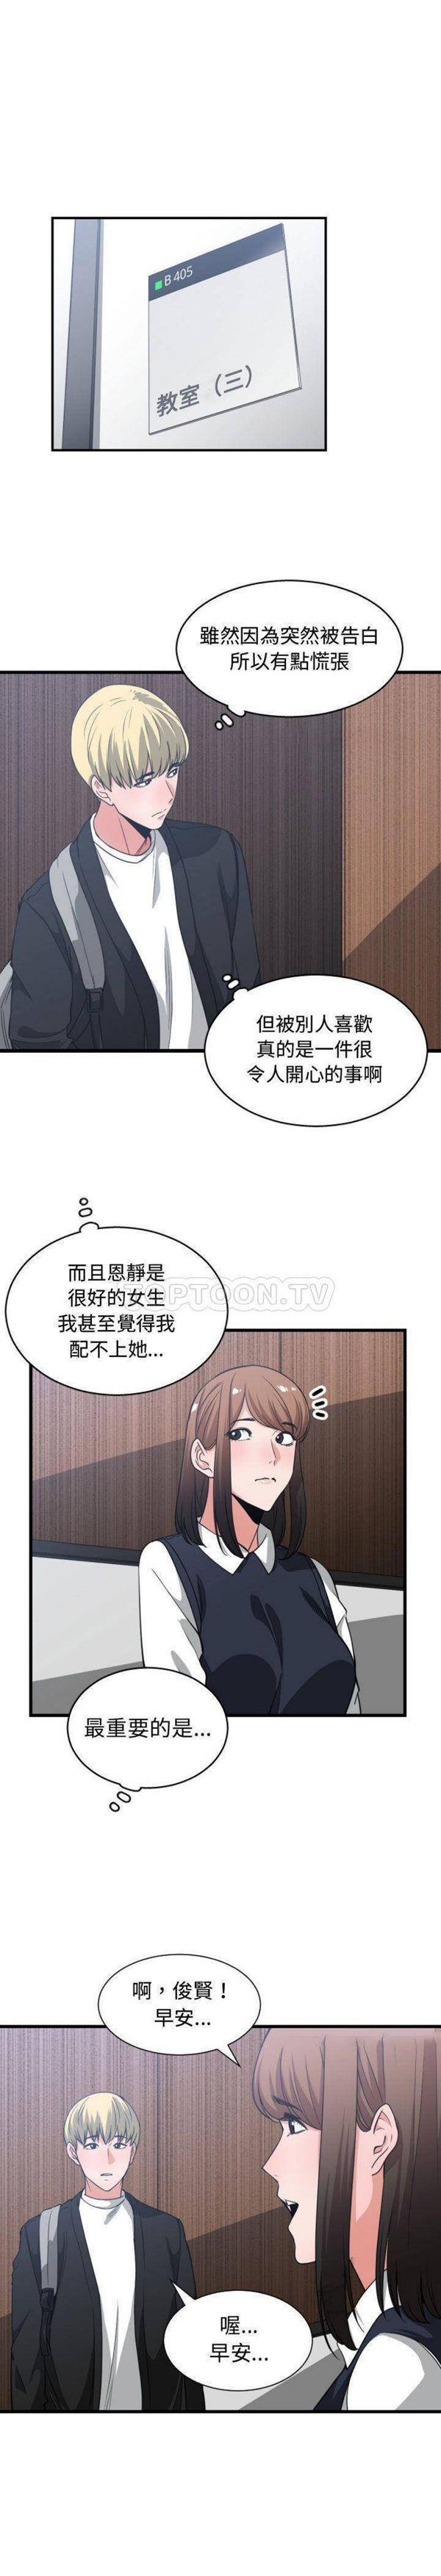 B 405
教室（三）
雖然因為突然被告白
所以有點慌張
但被別人喜歡
真的是一件很
令人開心的事啊
而且恩靜是
很好的女生
我甚至覺得我
配不上她...
TOPTOON.TV
最重要的是...
啊，俊賢！
早安...
喔...
早安...